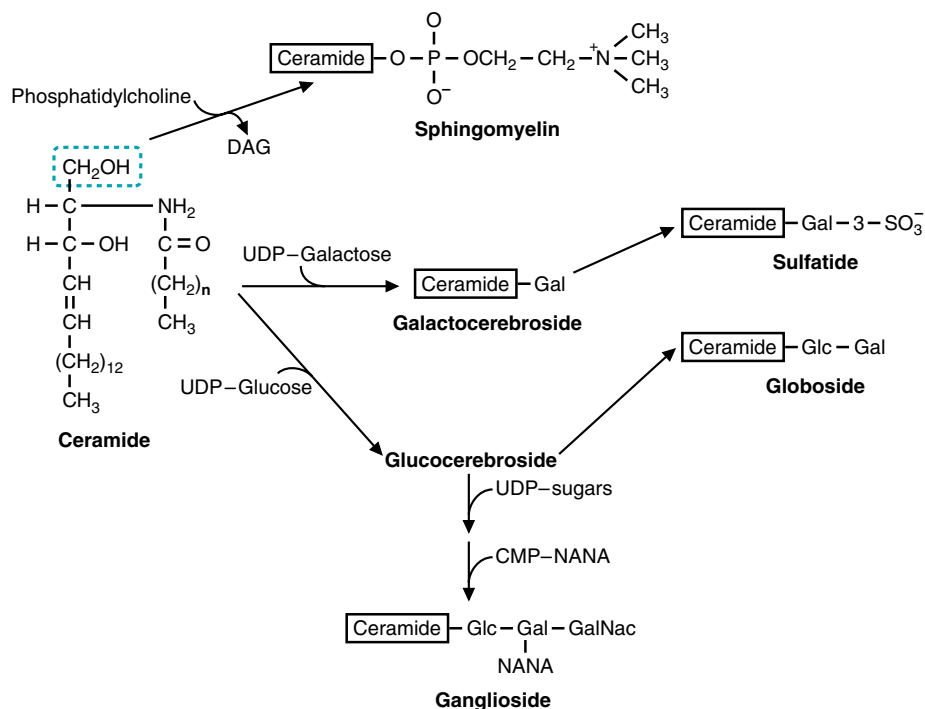 O
Ceramide–O–P–OCH2–CH2–+N–CH3
CH3
CH3
O−
Sphingomyelin
Phosphatidylcholine
DAG
CH2OH
H–C–NH2
H–C–OH C=O
CH (CH2)n
CH CH3
(CH2)12
CH3
Ceramide
UDP–Galactose
Ceramide–Gal
Galactocerebroside
Ceramide–Gal–3–SO3−
Sulfatide
UDP–Glucose
Ceramide–Glc–Gal
Globoside
Glucocerebroside
UDP–sugars
CMP–NANA
Ceramide–Glc–Gal–GalNac
NANA
Ganglioside